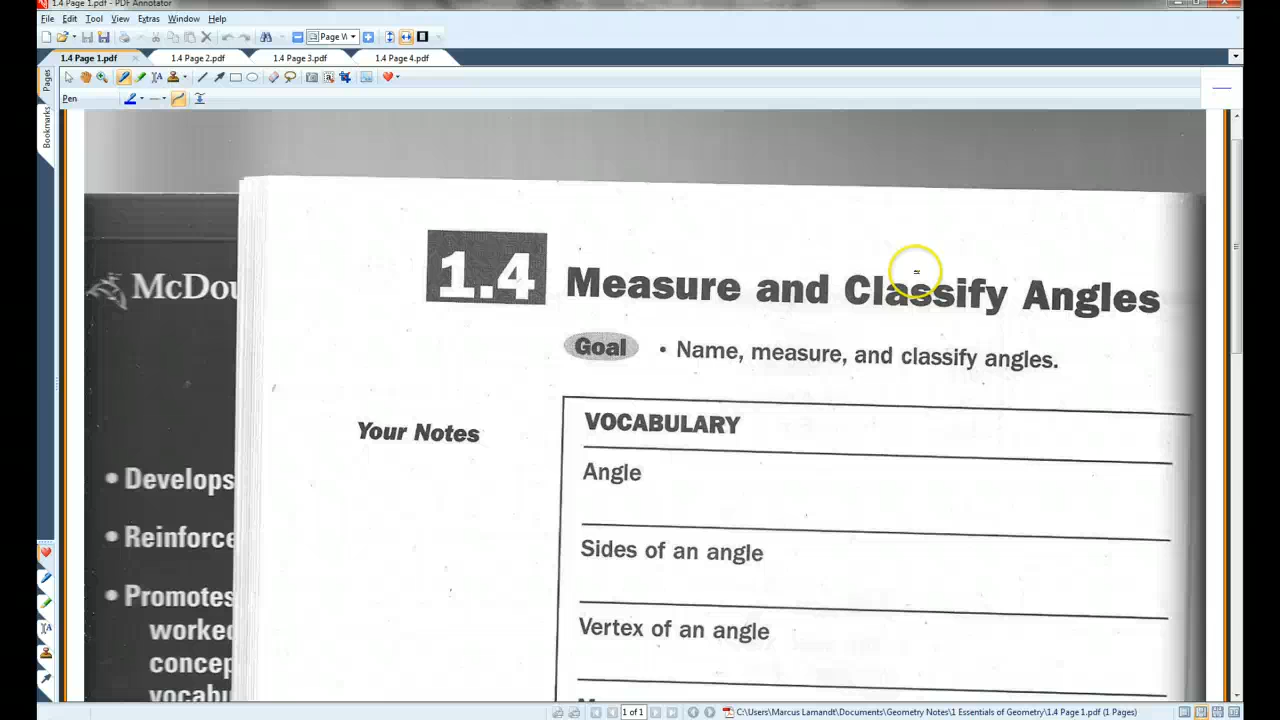 1.4 Page 1.pdf - PDF Annotator
File Edit Tool View Extras Window Help
Page W
1.4 Page 1.pdf 1.4 Page 2.pdf 1.4 Page 3.pdf 1.4 Page 4.pdf
Pages
Bookmarks
Pen
McDou
1.4 Measure and Classify Angles
Goal • Name, measure, and classify angles.
Your Notes
VOCABULARY
Angle
Sides of an angle
Vertex of an angle
• Develops
• Reinforce
• Promotes
worked
concep
vocabu
1 of 1
C:\Users\Marcus Lamandt\Documents\Geometry Notes\1 Essentials of Geometry\1.4 Page 1.pdf (1 Pages)